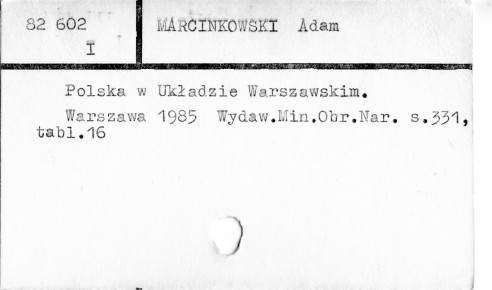 82 602
I
MARCINKOWSKI Adam
Polska w Układzie Warszawskim.
Warszawa 1985 Wydaw.Min.Obr.Nar. s.331,
tabl.16